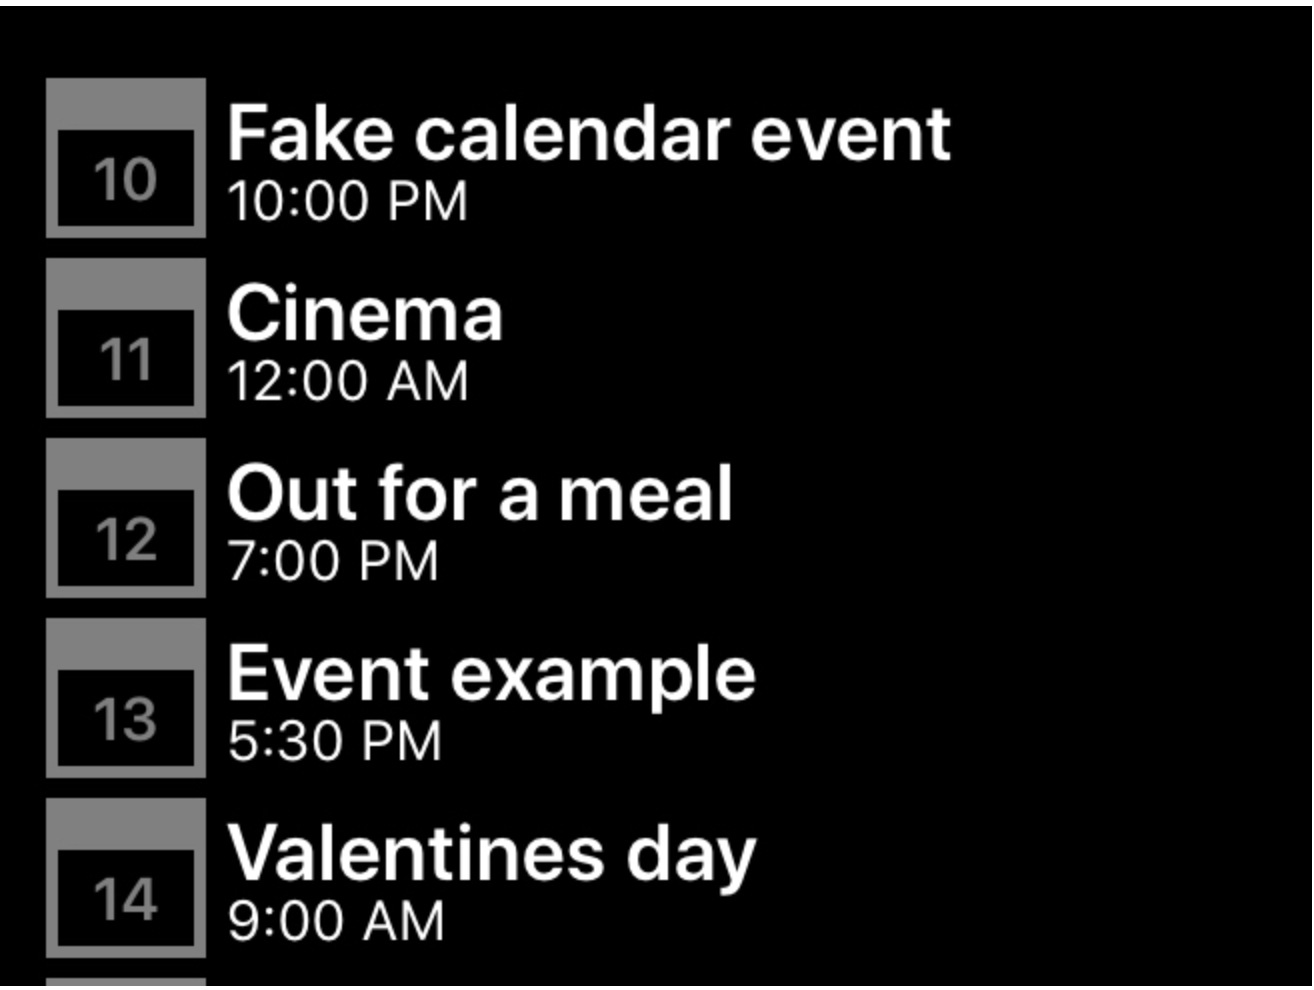 10
Fake calendar event
10:00 PM
11
Cinema
12:00 AM
12
Out for a meal
7:00 PM
13
Event example
5:30 PM
14
Valentines day
9:00 AM